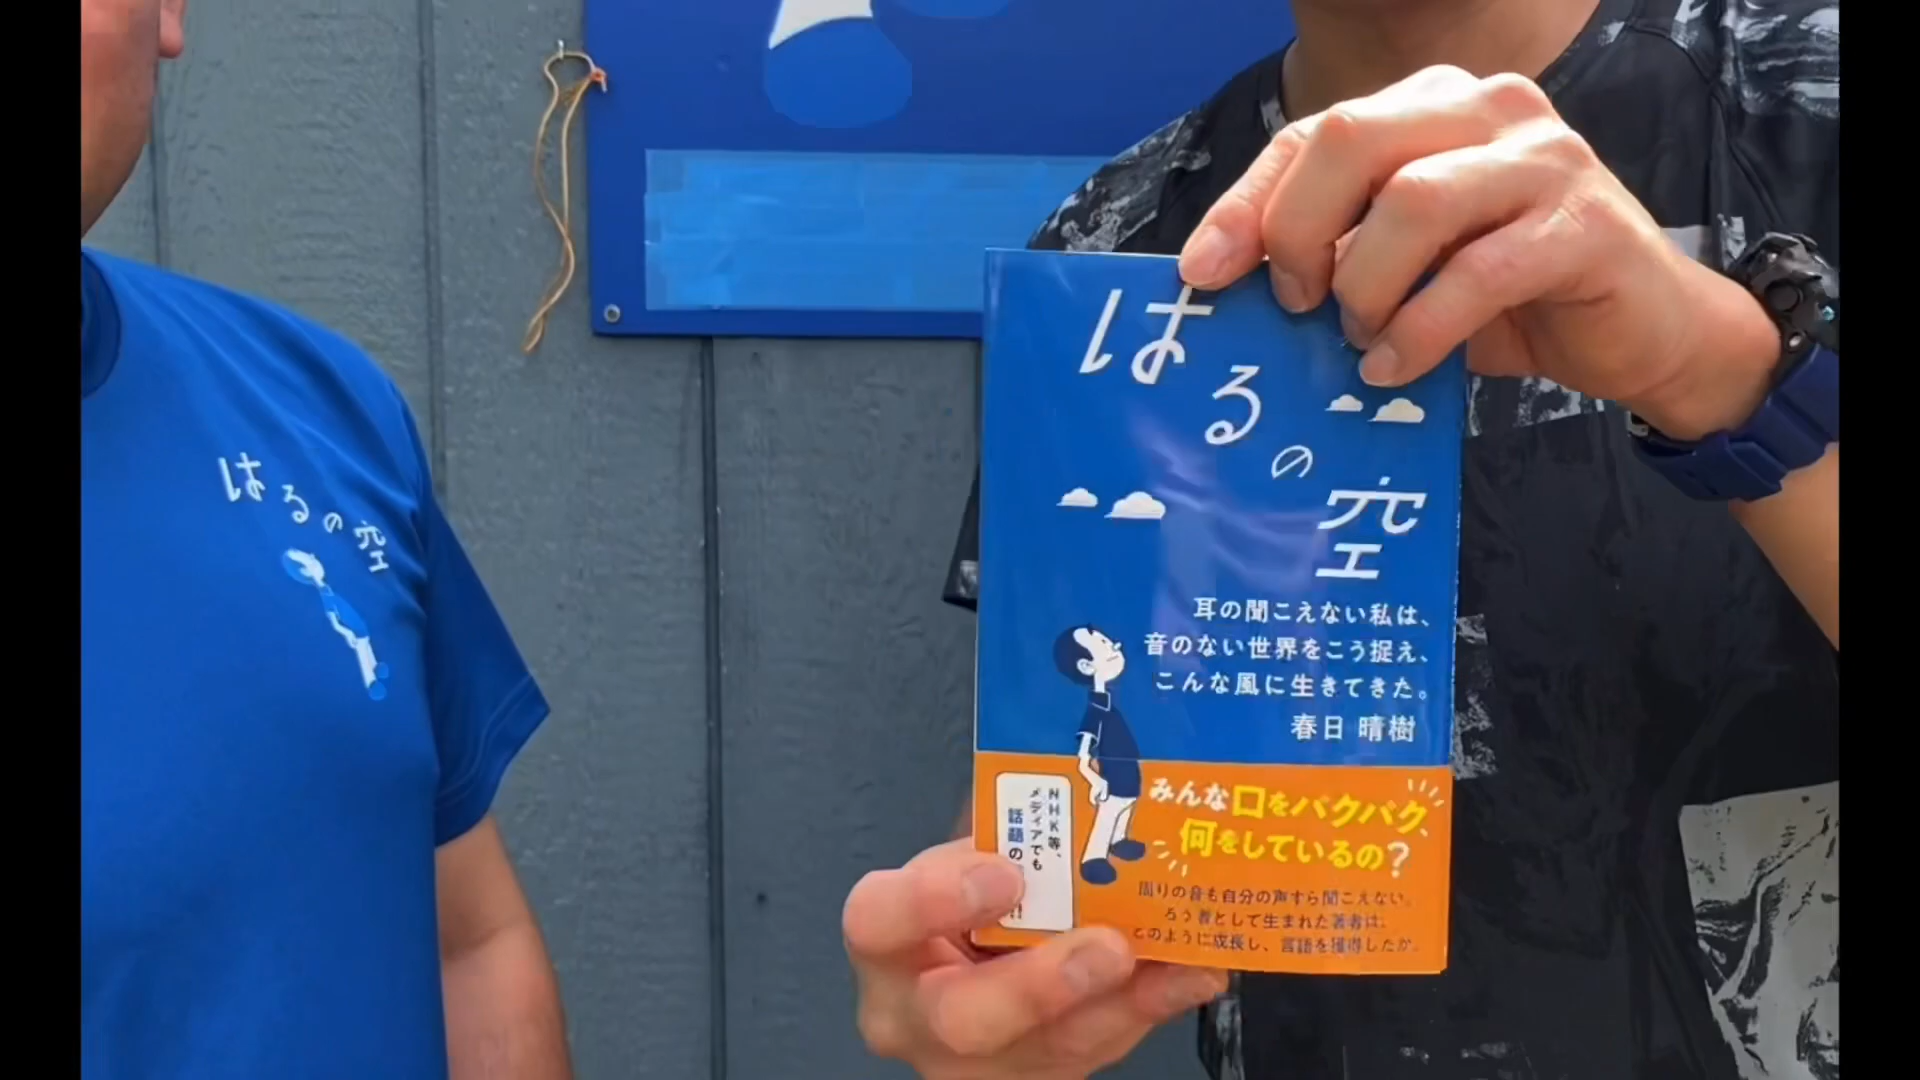 はるの空
はるの空
耳の聞こえない私は、
音のない世界をこう捉え、
こんな風に生きてきた。
春日 晴樹
NHK等、
メディアでも
話題の
みんな口をパクパク、
何をしているの?
周りの音も自分の声すら聞こえない。
ろう者として生まれた著者は、
どのように成長し、言語を獲得したか。